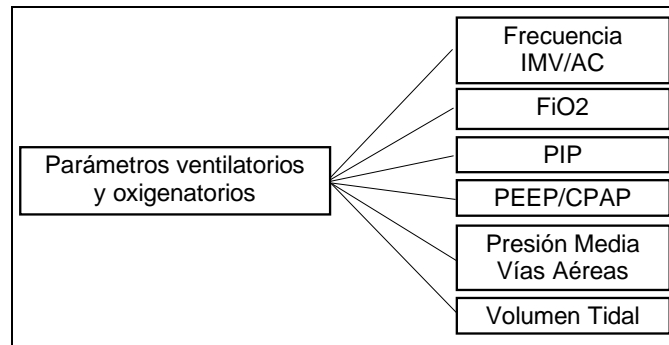 Parámetros ventilatorios
y oxigenatorios
Frecuencia
IMV/AC
FiO2
PIP
PEEP/CPAP
Presión Media
Vías Aéreas
Volumen Tidal